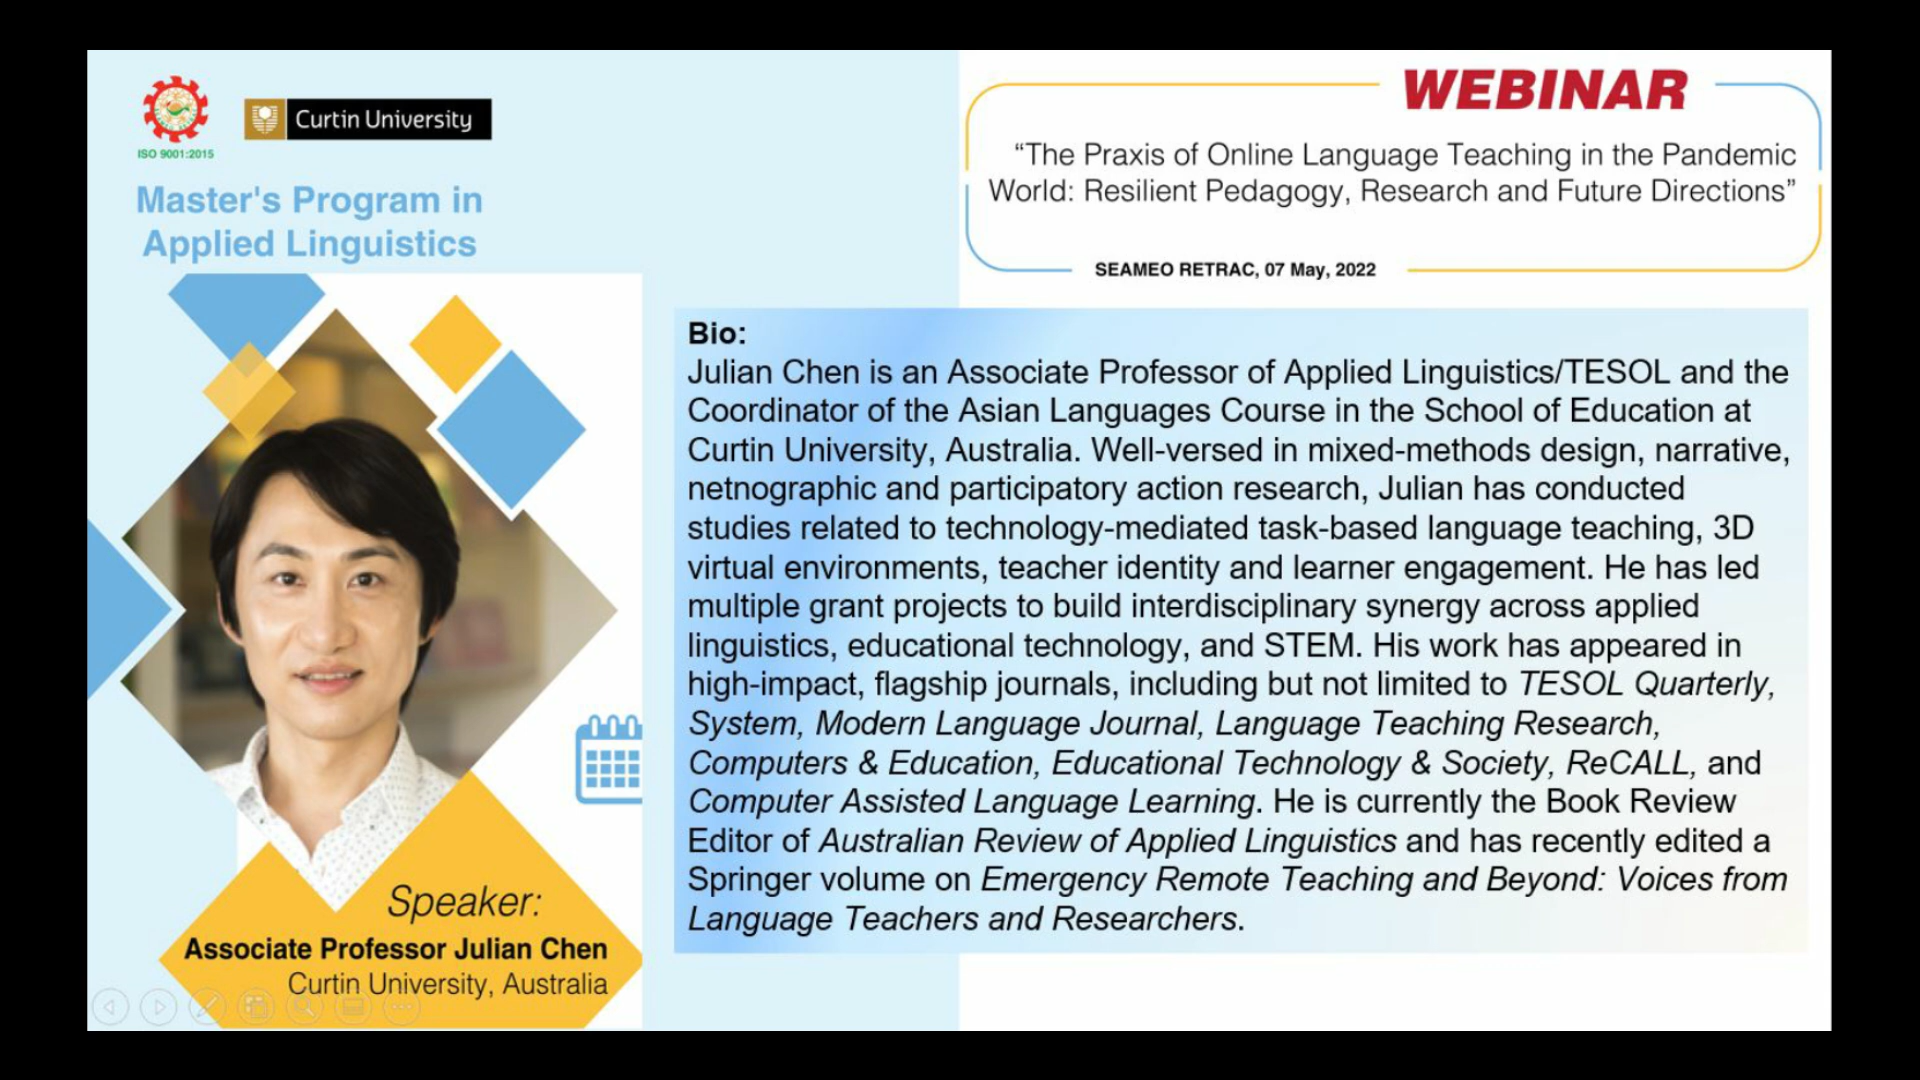 ISO 9001:2015
Curtin University
Master's Program in
Applied Linguistics
WEBINAR
“The Praxis of Online Language Teaching in the Pandemic
World: Resilient Pedagogy, Research and Future Directions”
SEAMEO RETRAC, 07 May, 2022
Bio:
Julian Chen is an Associate Professor of Applied Linguistics/TESOL and the
Coordinator of the Asian Languages Course in the School of Education at
Curtin University, Australia. Well-versed in mixed-methods design, narrative,
netnographic and participatory action research, Julian has conducted
studies related to technology-mediated task-based language teaching, 3D
virtual environments, teacher identity and learner engagement. He has led
multiple grant projects to build interdisciplinary synergy across applied
linguistics, educational technology, and STEM. His work has appeared in
high-impact, flagship journals, including but not limited to TESOL Quarterly,
System, Modern Language Journal, Language Teaching Research,
Computers & Education, Educational Technology & Society, ReCALL, and
Computer Assisted Language Learning. He is currently the Book Review
Editor of Australian Review of Applied Linguistics and has recently edited a
Springer volume on Emergency Remote Teaching and Beyond: Voices from
Language Teachers and Researchers.
Speaker:
Associate Professor Julian Chen
Curtin University, Australia